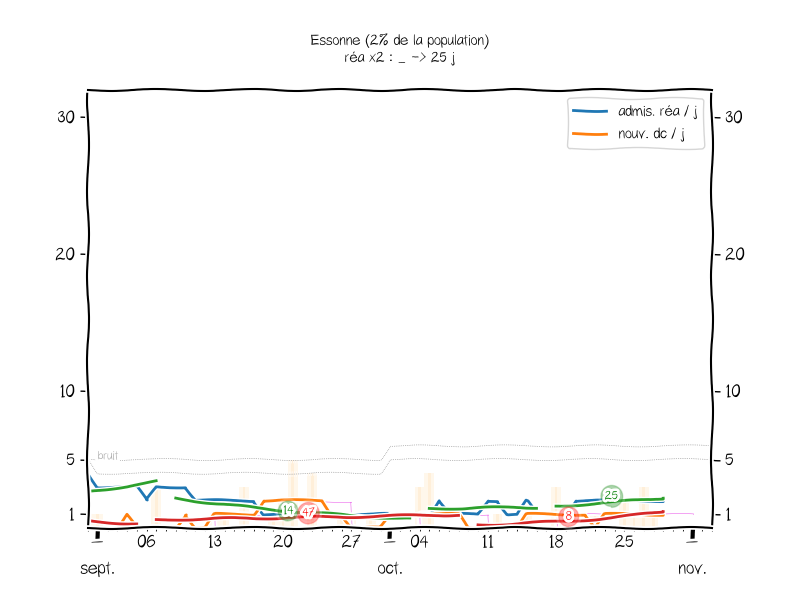 Essonne (2% de la population)
réa x2 : _ -> 25 j
admis. réa / j
nouv. dc / j
30
30
20
20
10
10
bruit
5
5
1
1
14
47
8
25
06
13
20
27
04
11
18
25
sept.
oct.
nov.